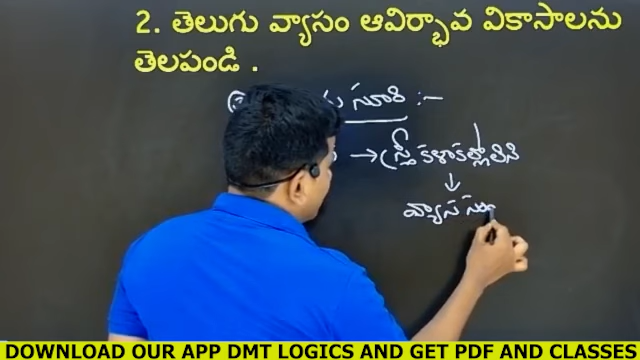 2. తెలుగు వ్యాసం ఆవిర్భావ వికాసాలను
తెలపండి .
సూరి :-
→ (స్త్రీ కళాకల్లోలిని
↓
వ్యాస
DOWNLOAD OUR APP DMT LOGICS AND GET PDF AND CLASSES